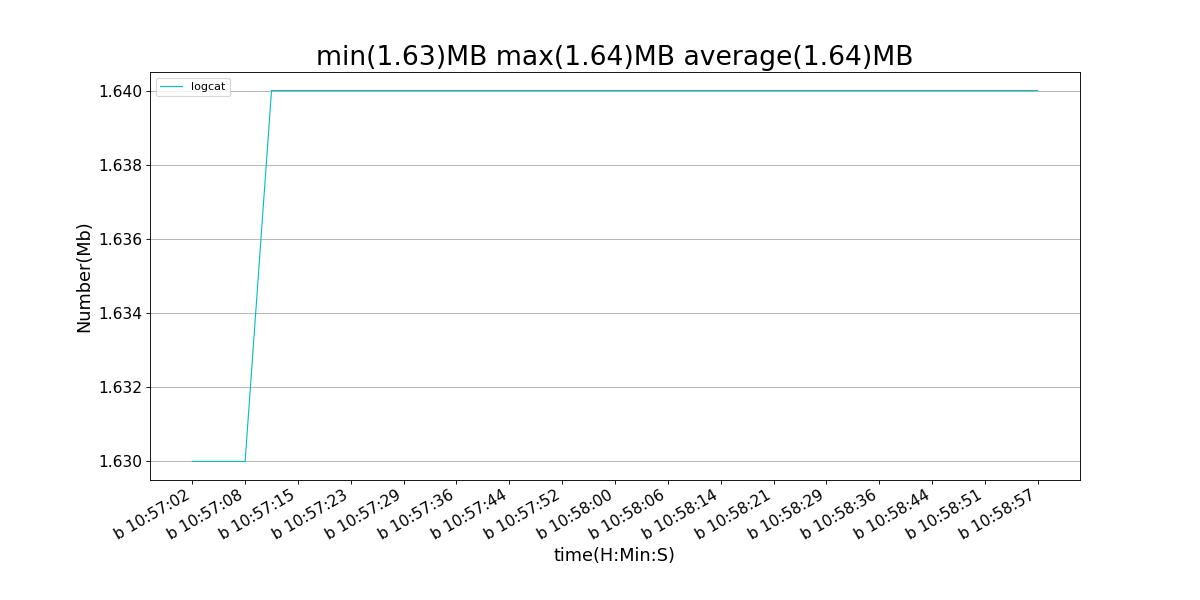 min(1.63)MB max(1.64)MB average(1.64)MB
logcat
1.640
1.638
1.636
1.634
1.632
1.630
Number(Mb)
b 10:57:02
b 10:57:08
b 10:57:15
b 10:57:23
b 10:57:29
b 10:57:36
b 10:57:44
b 10:57:52
b 10:58:00
b 10:58:06
b 10:58:14
b 10:58:21
b 10:58:29
b 10:58:36
b 10:58:44
b 10:58:51
b 10:58:57
time(H:Min:S)